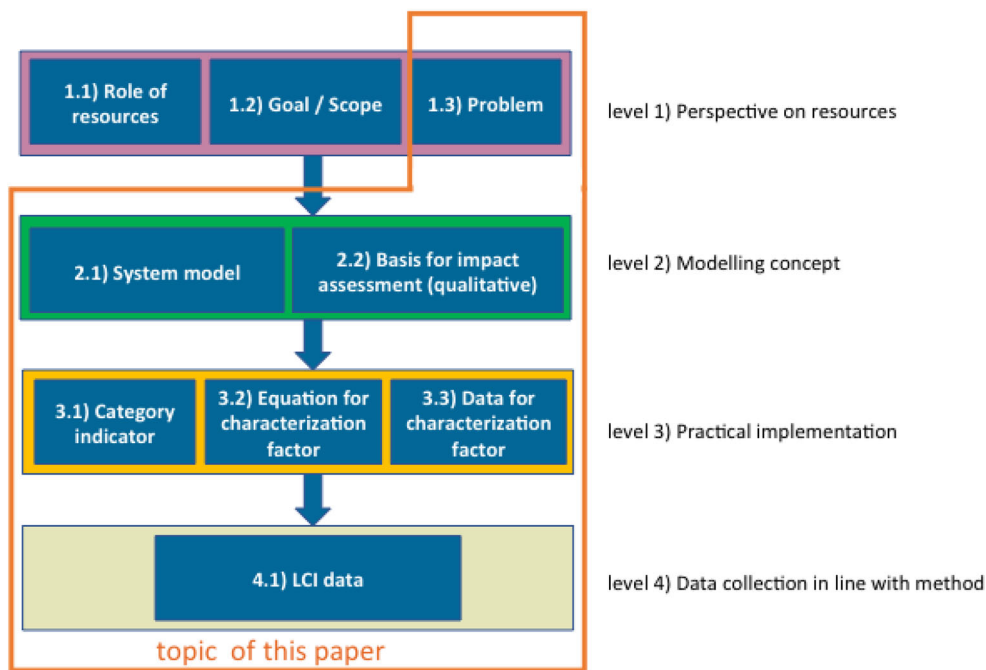 1.1) Role of
resources
1.2) Goal / Scope
1.3) Problem
level 1) Perspective on resources
2.1) System model
2.2) Basis for impact
assessment (qualitative)
level 2) Modelling concept
3.1) Category
indicator
3.2) Equation for
characterization
factor
3.3) Data for
characterization
factor
level 3) Practical implementation
4.1) LCI data
level 4) Data collection in line with method
topic of this paper